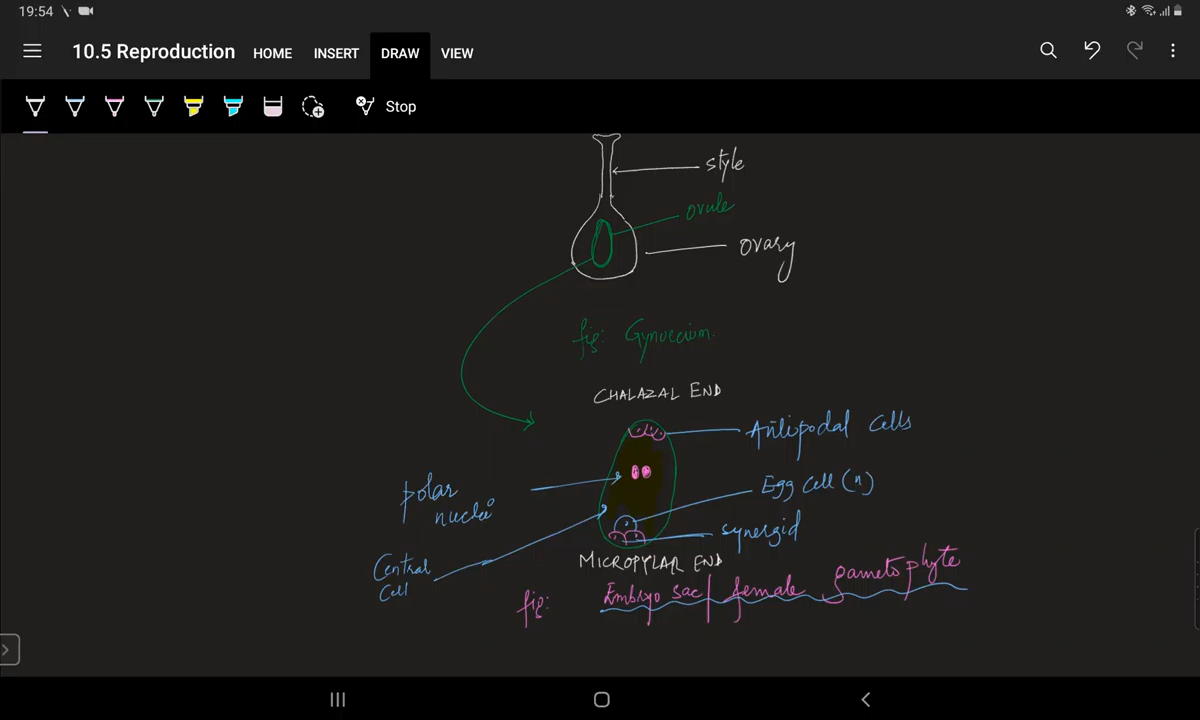 19:54
10.5 Reproduction HOME INSERT DRAW VIEW
Stop
style
ovule
ovary
fig: Gynoecium.
CHALAZAL END
Antipodal cells
polar nuclei
Egg cell (n)
synergid
Central cell
MICROPYLAR END
fig: Embryo sac / female gametophyte